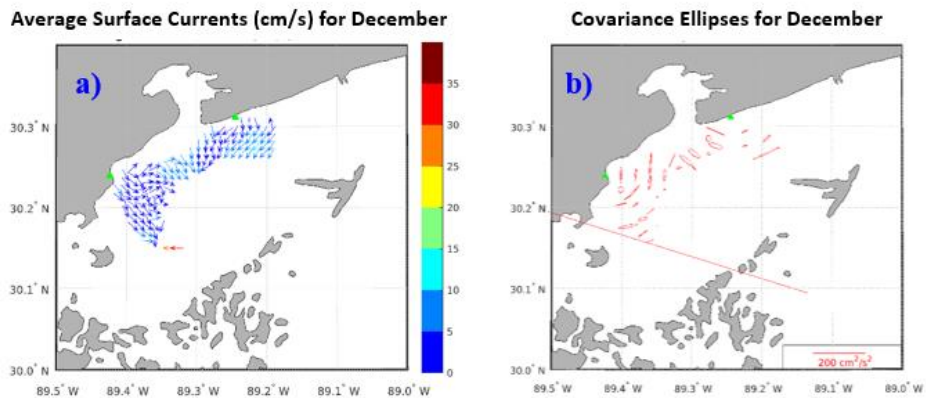 Average Surface Currents (cm/s) for December
a)
30.3° N
30.2° N
30.1° N
30.0° N
89.5° W 89.4° W 89.3° W 89.2° W 89.1° W 89.0° W
35
30
25
20
15
10
5
0
Covariance Ellipses for December
b)
30.3° N
30.2° N
30.1° N
30.0° N
89.5° W 89.4° W 89.3° W 89.2° W 89.1° W 89.0° W
200 cm²/s²